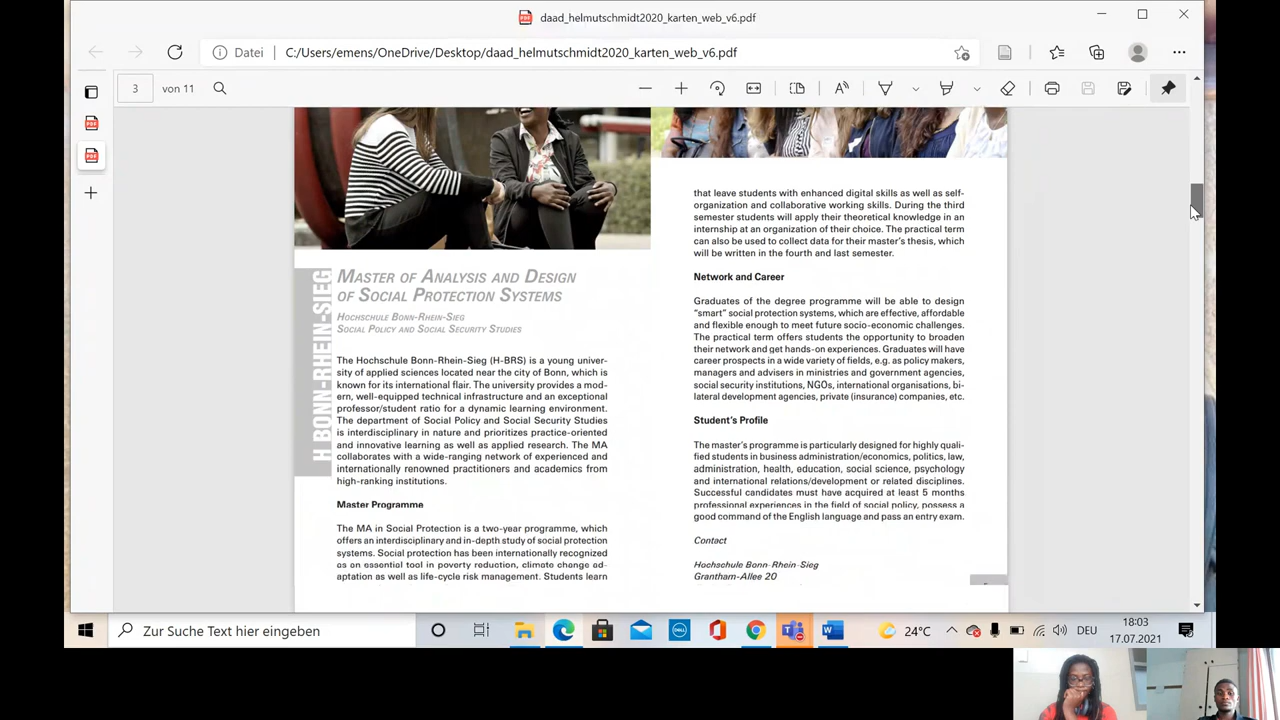 daad_helmutschmidt2020_karten_web_v6.pdf
Datei
C:/Users/emens/OneDrive/Desktop/daad_helmutschmidt2020_karten_web_v6.pdf
3 von 11
H BONN-RHEIN-SIEG
MASTER OF ANALYSIS AND DESIGN
OF SOCIAL PROTECTION SYSTEMS
HOCHSCHULE BONN-RHEIN-SIEG
SOCIAL POLICY AND SOCIAL SECURITY STUDIES
The Hochschule Bonn-Rhein-Sieg (H-BRS) is a young univer-
sity of applied sciences located near the city of Bonn, which is
known for its international flair. The university provides a mod-
ern, well-equipped technical infrastructure and an exceptional
professor/student ratio for a dynamic learning environment.
The department of Social Policy and Social Security Studies
is interdisciplinary in nature and prioritizes practice-oriented
and innovative learning as well as applied research. The MA
collaborates with a wide-ranging network of experienced and
internationally renowned practitioners and academics from
high-ranking institutions.
Master Programme
The MA in Social Protection is a two-year programme, which
offers an interdisciplinary and in-depth study of social protection
systems. Social protection has been internationally recognized
as an essential tool in poverty reduction, climate change ad-
aptation as well as life-cycle risk management. Students learn
that leave students with enhanced digital skills as well as self-
organization and collaborative working skills. During the third
semester students will apply their theoretical knowledge in an
internship at an organization of their choice. The practical term
can also be used to collect data for their master's thesis, which
will be written in the fourth and last semester.
Network and Career
Graduates of the degree programme will be able to design
"smart" social protection systems, which are effective, affordable
and flexible enough to meet future socio-economic challenges.
The practical term offers students the opportunity to broaden
their network and get hands-on experiences. Graduates will have
career prospects in a wide variety of fields, e.g. as policy makers,
managers and advisers in ministries and government agencies,
social security institutions, NGOs, international organisations, bi-
lateral development agencies, private (insurance) companies, etc.
Student's Profile
The master's programme is particularly designed for highly quali-
fied students in business administration/economics, politics, law,
administration, health, education, social science, psychology
and international relations/development or related disciplines.
Successful candidates must have acquired at least 5 months
professional experiences in the field of social policy, possess a
good command of the English language and pass an entry exam.
Contact
Hochschule Bonn-Rhein-Sieg
Grantham-Allee 20
Zur Suche Text hier eingeben
DELL
24°C
DEU
18:03
17.07.2021